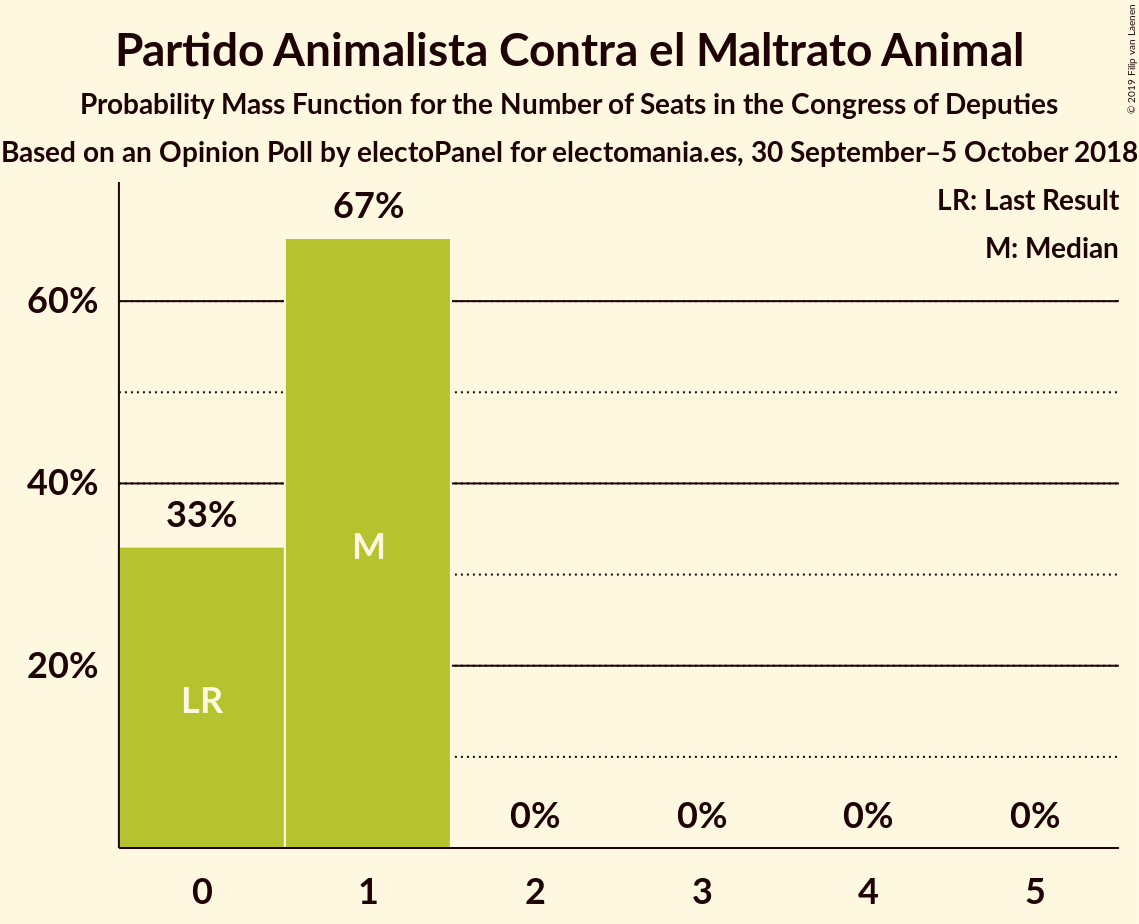 Partido Animalista Contra el Maltrato Animal
Probability Mass Function for the Number of Seats in the Congress of Deputies
Based on an Opinion Poll by electoPanel for electomania.es, 30 September–5 October 2018
© 2019 Filip van Laenen
LR: Last Result
M: Median
67%
60%
40%
33%
M
20%
LR
0% 0% 0% 0%
0 1 2 3 4 5